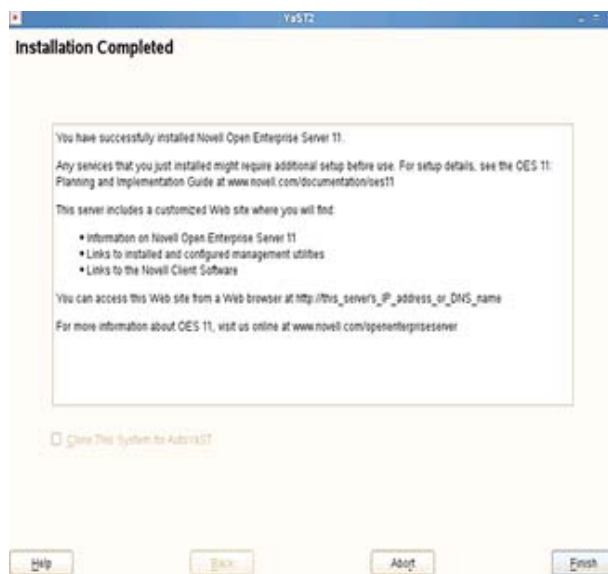 YaST2
Installation Completed
You have successfully installed Novell Open Enterprise Server 11.
Any services that you just installed might require additional setup before use. For setup details, see the OES 11:
Planning and Implementation Guide at www.novell.com/documentation/oes11
This server includes a customized Web site where you will find:
• Information on Novell Open Enterprise Server 11
• Links to installed and configured management utilities
• Links to the Novell Client Software
You can access this Web site from a Web browser at http://this_server's_IP_address_or_DNS_name
For more information about OES 11, visit us online at www.novell.com/openenterpriseserver
Clone This System for AutoYaST
Help
Back
Abort
Finish